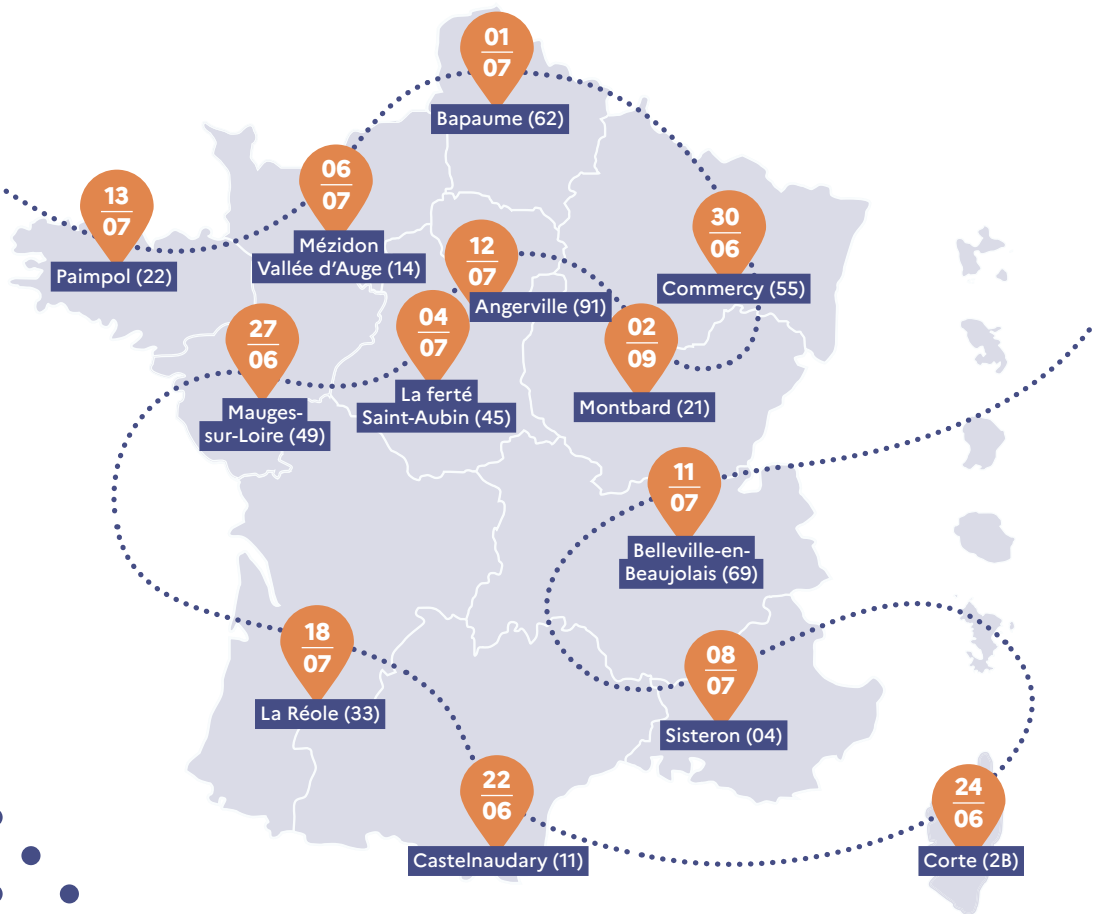 01
07
Bapaume (62)
06
07
Mézidon
Vallée d'Auge (14)
13
07
Paimpol (22)
30
06
Commercy (55)
12
07
Angerville (91)
04
07
La ferté
Saint-Aubin (45)
27
06
Mauges-
sur-Loire (49)
02
09
Montbard (21)
11
07
Belleville-en-
Beaujolais (69)
18
07
La Réole (33)
08
07
Sisteron (04)
22
06
Castelnaudary (11)
24
06
Corte (2B)